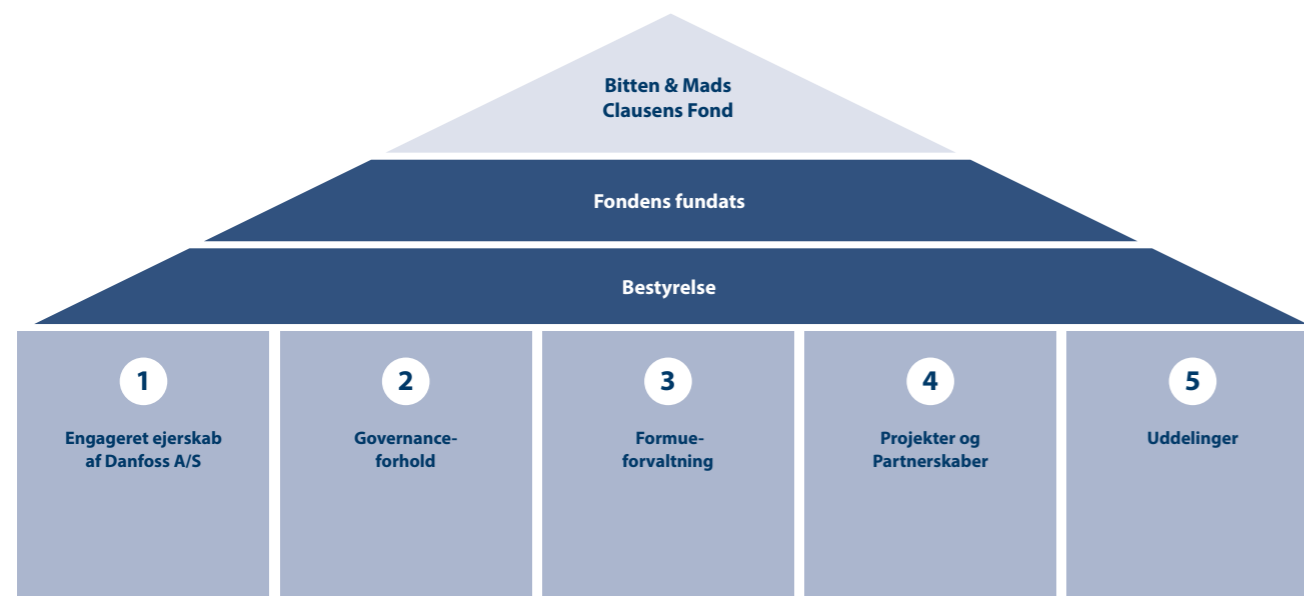 Bitten & Mads
Clausens Fond
Fondens fundats
Bestyrelse
1
Engageret ejerskab
af Danfoss A/S
2
Governance-
forhold
3
Formue-
forvaltning
4
Projekter og
Partnerskaber
5
Uddelinger